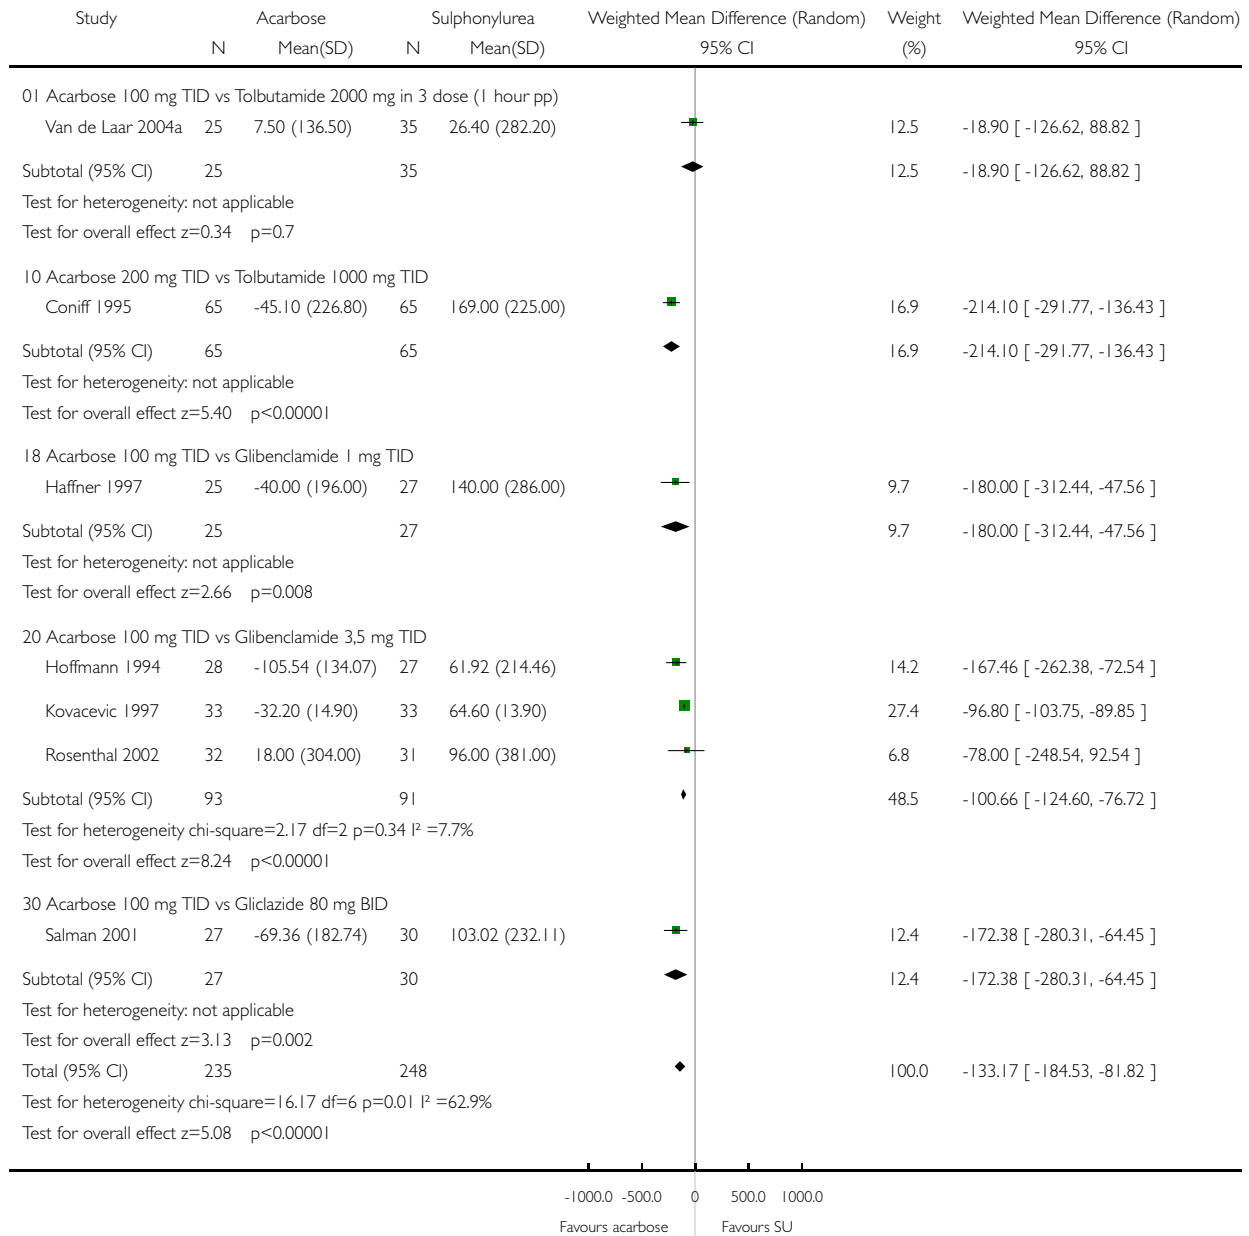 Study Acarbose Sulphonylurea Weighted Mean Difference (Random) Weight Weighted Mean Difference (Random)
N Mean(SD) N Mean(SD) 95% CI (%) 95% CI
01 Acarbose 100 mg TID vs Tolbutamide 2000 mg in 3 dose (1 hour pp)
Van de Laar 2004a 25 7.50 (136.50) 35 26.40 (282.20) 12.5 -18.90 [ -126.62, 88.82 ]
Subtotal (95% CI) 25 35 12.5 -18.90 [ -126.62, 88.82 ]
Test for heterogeneity: not applicable
Test for overall effect z=0.34 p=0.7
10 Acarbose 200 mg TID vs Tolbutamide 1000 mg TID
Coniff 1995 65 -45.10 (226.80) 65 169.00 (225.00) 16.9 -214.10 [ -291.77, -136.43 ]
Subtotal (95% CI) 65 65 16.9 -214.10 [ -291.77, -136.43 ]
Test for heterogeneity: not applicable
Test for overall effect z=5.40 p<0.00001
18 Acarbose 100 mg TID vs Glibenclamide 1 mg TID
Haffner 1997 25 -40.00 (196.00) 27 140.00 (286.00) 9.7 -180.00 [ -312.44, -47.56 ]
Subtotal (95% CI) 25 27 9.7 -180.00 [ -312.44, -47.56 ]
Test for heterogeneity: not applicable
Test for overall effect z=2.66 p=0.008
20 Acarbose 100 mg TID vs Glibenclamide 3,5 mg TID
Hoffmann 1994 28 -105.54 (134.07) 27 61.92 (214.46) 14.2 -167.46 [ -262.38, -72.54 ]
Kovacevic 1997 33 -32.20 (14.90) 33 64.60 (13.90) 27.4 -96.80 [ -103.75, -89.85 ]
Rosenthal 2002 32 18.00 (304.00) 31 96.00 (381.00) 6.8 -78.00 [ -248.54, 92.54 ]
Subtotal (95% CI) 93 91 48.5 -100.66 [ -124.60, -76.72 ]
Test for heterogeneity chi-square=2.17 df=2 p=0.34 I² =7.7%
Test for overall effect z=8.24 p<0.00001
30 Acarbose 100 mg TID vs Gliclazide 80 mg BID
Salman 2001 27 -69.36 (182.74) 30 103.02 (232.11) 12.4 -172.38 [ -280.31, -64.45 ]
Subtotal (95% CI) 27 30 12.4 -172.38 [ -280.31, -64.45 ]
Test for heterogeneity: not applicable
Test for overall effect z=3.13 p=0.002
Total (95% CI) 235 248 100.0 -133.17 [ -184.53, -81.82 ]
Test for heterogeneity chi-square=16.17 df=6 p=0.01 I² =62.9%
Test for overall effect z=5.08 p<0.00001
-1000.0 -500.0 0 500.0 1000.0
Favours acarbose Favours SU